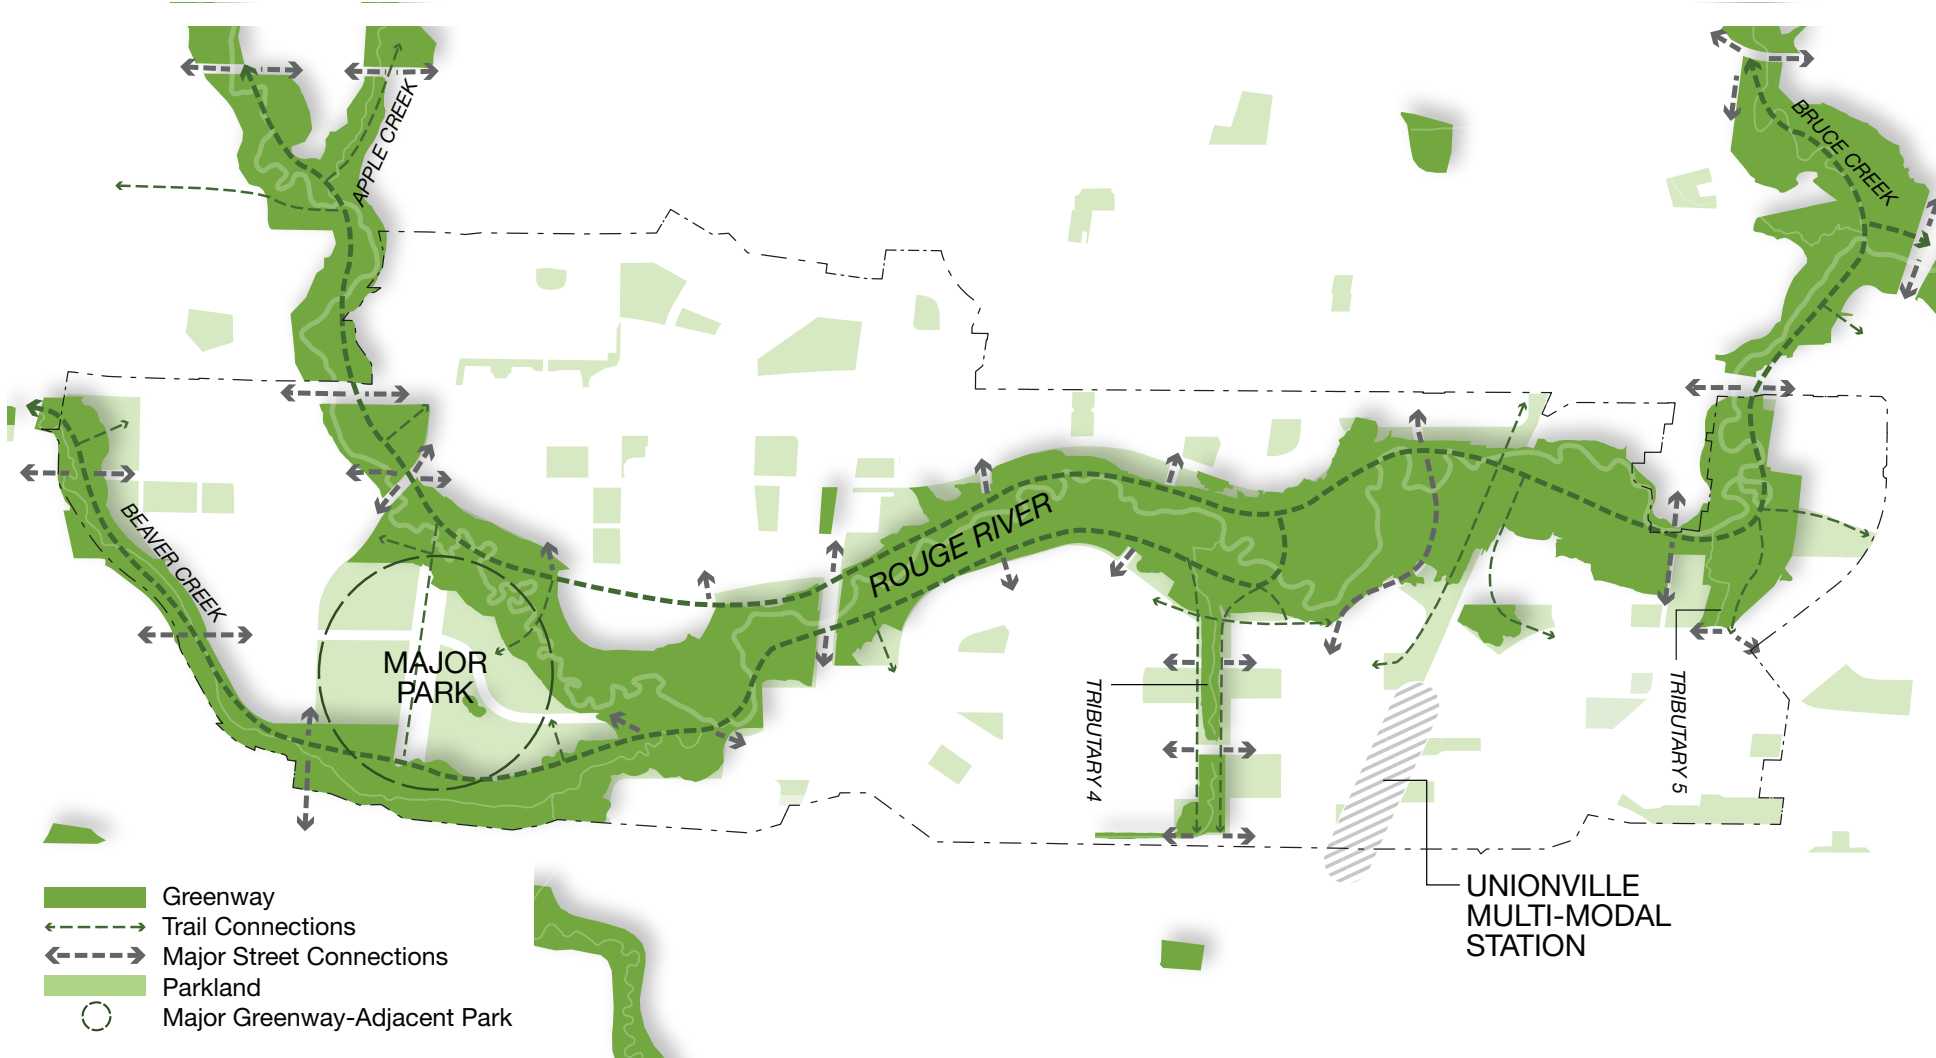 APPLE CREEK
BRUCE CREEK
BEAVER CREEK
ROUGE RIVER
MAJOR
PARK
TRIBUTARY 4
TRIBUTARY 5
UNIONVILLE
MULTI-MODAL
STATION
Greenway
Trail Connections
Major Street Connections
Parkland
Major Greenway-Adjacent Park